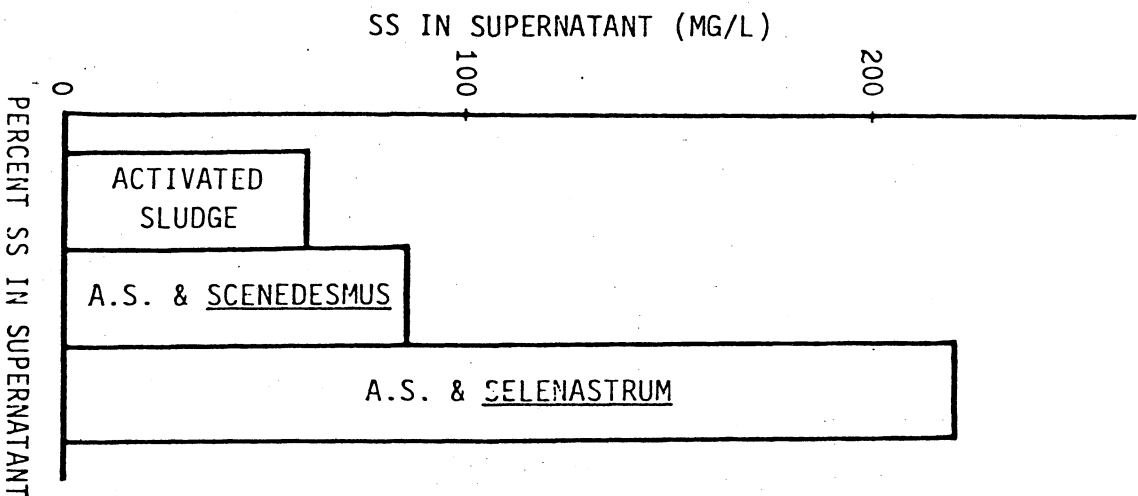 SS IN SUPERNATANT (MG/L)
0
100
200
PERCENT SS IN SUPERNATANT
ACTIVATED
SLUDGE
A.S. & SCENEDESMUS
A.S. & SELENASTRUM